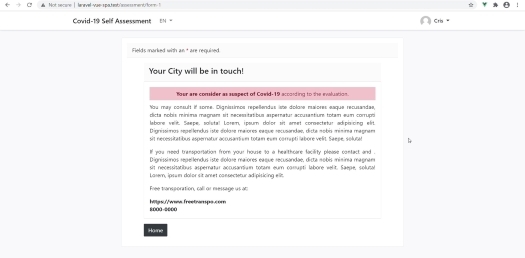 Not secure | laravel-vue-spa.test/assessment/form-1
Covid-19 Self Assessment EN Cris
Fields marked with an * are required
Your City will be in touch!
Your are consider as suspect of Covid-19 according to the evaluation.
You may consult if some. Dignissimos repellendus iste dolore maiores eaque recusandae,
dicta nobis minima magnam sit necessitatibus aspernatur accusantium totam eum corrupti
labore velit. Saepe, soluta! Lorem, ipsum dolor sit amet consectetur adipisicing elit.
Dignissimos repellendus iste dolore maiores eaque recusandae, dicta nobis minima magnam
sit necessitatibus aspernatur accusantium totam eum corrupti labore velit. Saepe, soluta!
If you need transportation from your house to a healthcare facility please contact and .
Dignissimos repellendus iste dolore maiores eaque recusandae, dicta nobis minima magnam
sit necessitatibus aspernatur accusantium totam eum corrupti labore velit. Saepe, soluta!
Lorem, ipsum dolor sit amet consectetur adipisicing elit.
Free transporation, call or message us at:
https://www.freetranspo.com
8000-0000
Home